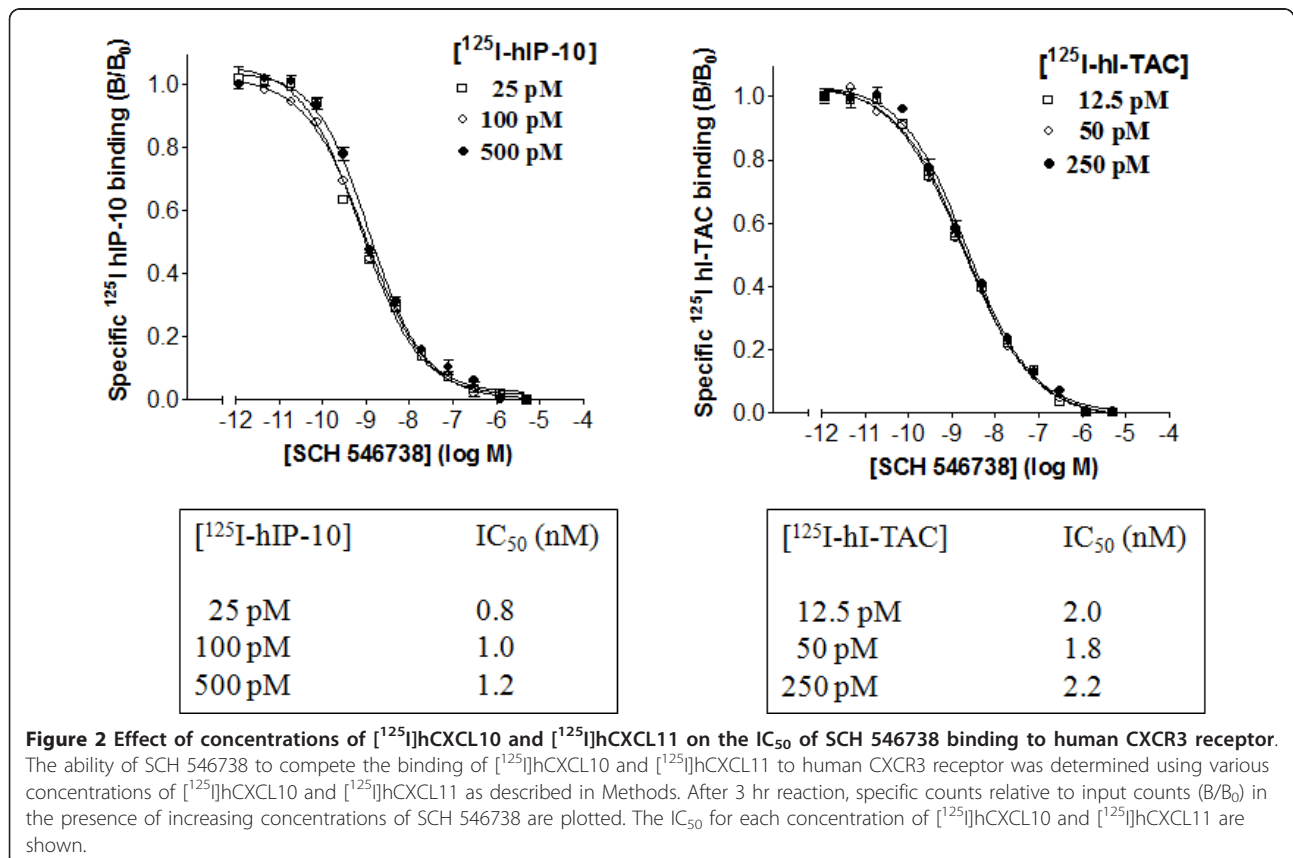 [¹²⁵I-hIP-10]
25 pM
100 pM
500 pM
Specific ¹²⁵I hIP-10 binding (B/B₀)
1.0
0.8
0.6
0.4
0.2
0.0
-12 -11 -10 -9 -8 -7 -6 -5 -4
[SCH 546738] (log M)
[¹²⁵I-hI-TAC]
12.5 pM
50 pM
250 pM
Specific ¹²⁵I hI-TAC binding (B/B₀)
1.0
0.8
0.6
0.4
0.2
0.0
-12 -11 -10 -9 -8 -7 -6 -5 -4
[SCH 546738] (log M)
[¹²⁵I-hIP-10] IC₅₀ (nM)
25 pM 0.8
100 pM 1.0
500 pM 1.2
[¹²⁵I-hI-TAC] IC₅₀ (nM)
12.5 pM 2.0
50 pM 1.8
250 pM 2.2
Figure 2 Effect of concentrations of [¹²⁵I]hCXCL10 and [¹²⁵I]hCXCL11 on the IC₅₀ of SCH 546738 binding to human CXCR3 receptor.
The ability of SCH 546738 to compete the binding of [¹²⁵I]hCXCL10 and [¹²⁵I]hCXCL11 to human CXCR3 receptor was determined using various
concentrations of [¹²⁵I]hCXCL10 and [¹²⁵I]hCXCL11 as described in Methods. After 3 hr reaction, specific counts relative to input counts (B/B₀) in
the presence of increasing concentrations of SCH 546738 are plotted. The IC₅₀ for each concentration of [¹²⁵I]hCXCL10 and [¹²⁵I]hCXCL11 are
shown.